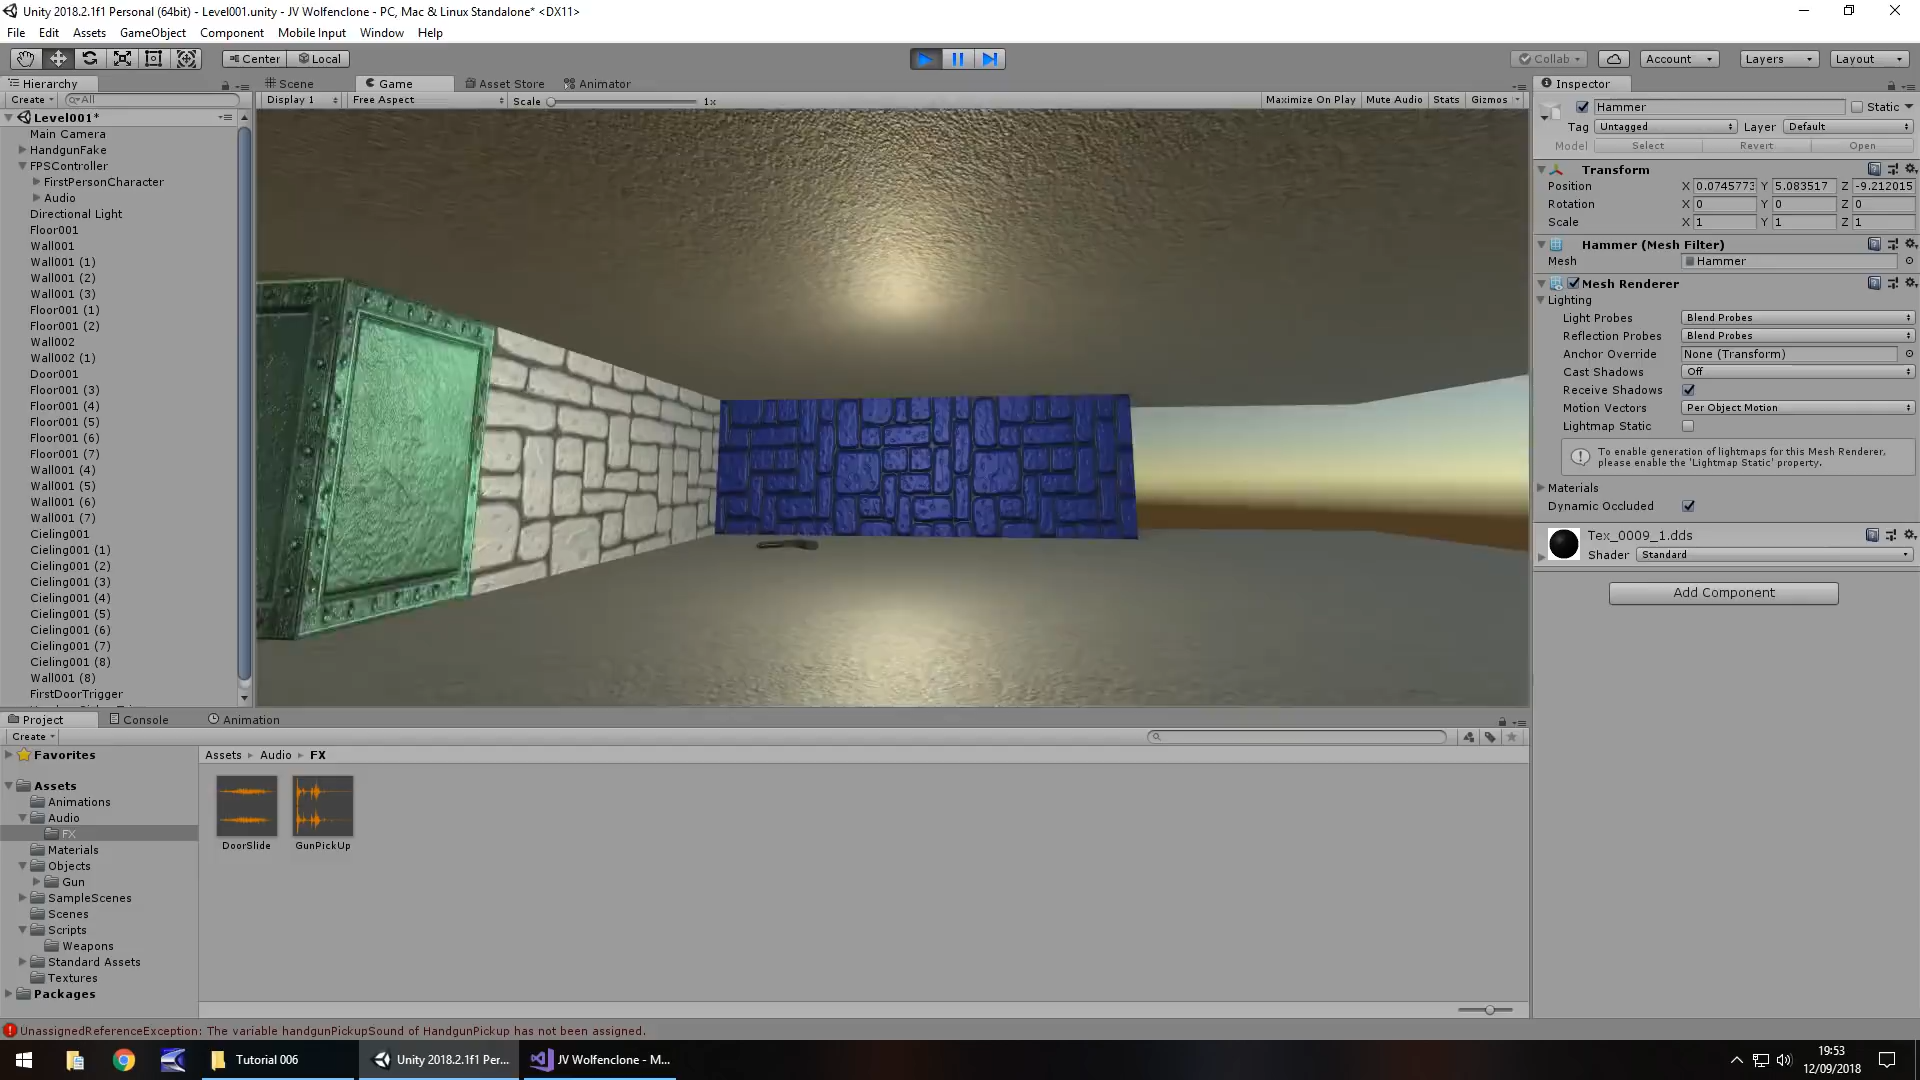 Unity 2018.2.1f1 Personal (64bit) - Level001.unity - JV Wolfenclone - PC, Mac & Linux Standalone* <DX11>
File Edit Assets GameObject Component Mobile Input Window Help
Center Local Collab Account Layers Layout
Hierarchy
Create All
Level001*
Main Camera
HandgunFake
FPSController
FirstPersonCharacter
Audio
Directional Light
Floor001
Wall001
Wall001 (1)
Wall001 (2)
Wall001 (3)
Floor001 (1)
Floor001 (2)
Wall002
Wall002 (1)
Door001
Floor001 (3)
Floor001 (4)
Floor001 (5)
Floor001 (6)
Floor001 (7)
Wall001 (4)
Wall001 (5)
Wall001 (6)
Wall001 (7)
Cieling001
Cieling001 (1)
Cieling001 (2)
Cieling001 (3)
Cieling001 (4)
Cieling001 (5)
Cieling001 (6)
Cieling001 (7)
Cieling001 (8)
Wall001 (8)
FirstDoorTrigger
Scene Game Asset Store Animator
Display 1 Free Aspect Scale 1x Maximize On Play Mute Audio Stats Gizmos
Inspector
Hammer Static
Tag Untagged Layer Default
Model Select Revert Open
Transform
Position X 0.0745773 Y 5.083517 Z -9.212015
Rotation X 0 Y 0 Z 0
Scale X 1 Y 1 Z 1
Hammer (Mesh Filter)
Mesh Hammer
Mesh Renderer
Lighting
Light Probes Blend Probes
Reflection Probes Blend Probes
Anchor Override None (Transform)
Cast Shadows Off
Receive Shadows
Motion Vectors Per Object Motion
Lightmap Static
To enable generation of lightmaps for this Mesh Renderer,
please enable the 'Lightmap Static' property.
Materials
Dynamic Occluded
Tex_0009_1.dds
Shader Standard
Add Component
Project Console Animation
Create
Favorites
Assets
Animations
Audio
FX
Materials
Objects
Gun
SampleScenes
Scenes
Scripts
Weapons
Standard Assets
Textures
Packages
Assets Audio FX
DoorSlide GunPickUp
UnassignedReferenceException: The variable handgunPickupSound of HandgunPickup has not been assigned.
Tutorial 006 Unity 2018.2.1f1 Per... JV Wolfenclone - M...
19:53
12/09/2018